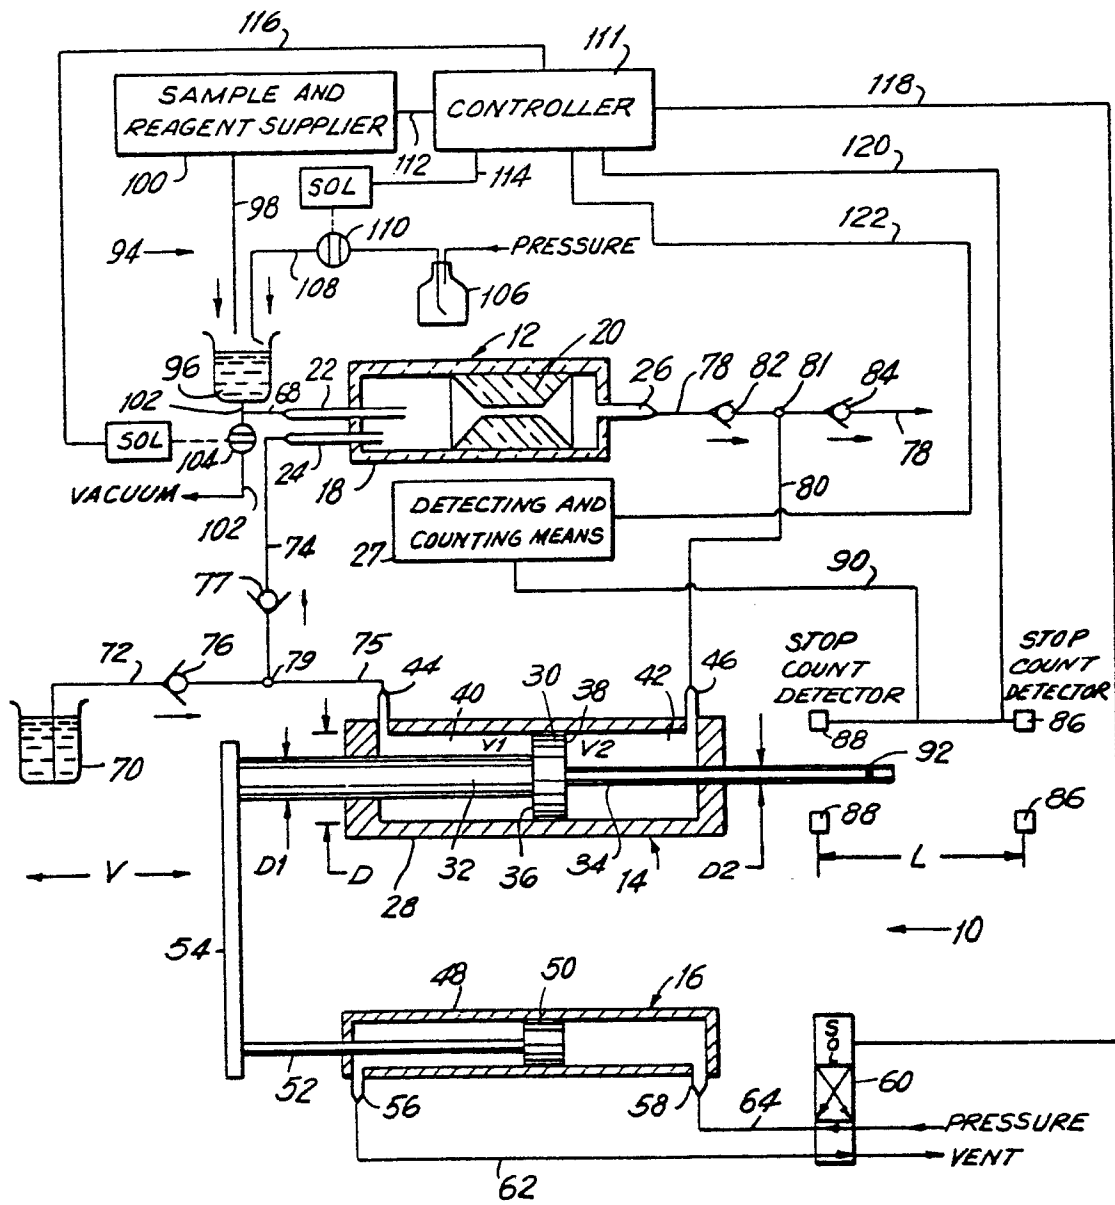 116
111
SAMPLE AND
REAGENT SUPPLIER
CONTROLLER
118
112
100
114
120
SOL
98
110
122
94
PRESSURE
108
106
12
20
96
22
26
78
82
81
84
102
68
SOL
104
24
18
78
VACUUM
102
DETECTING AND
COUNTING MEANS
27
80
74
90
77
STOP
COUNT
DETECTOR
STOP
COUNT
DETECTOR
72
76
79
75
44
46
40
30
38
42
V1
V2
88
86
70
92
88
86
V
D1
D
32
36
34
14
D2
L
28
10
54
48
50
16
SOL
60
52
56
58
64
PRESSURE
VENT
62